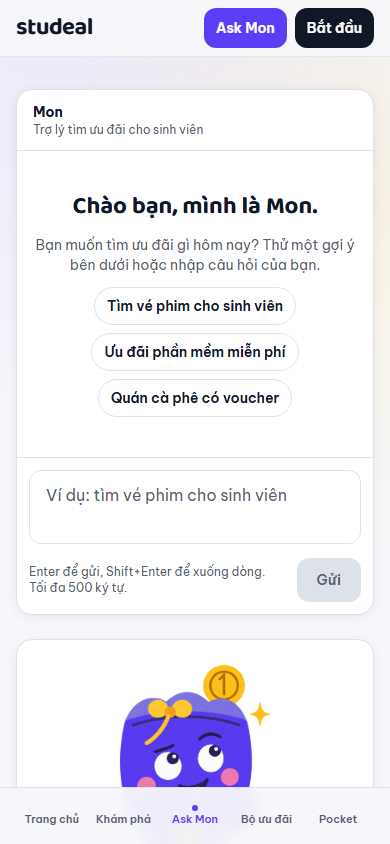 studeal
Ask Mon
Bắt đầu
Mon
Trợ lý tìm ưu đãi cho sinh viên
Chào bạn, mình là Mon.
Bạn muốn tìm ưu đãi gì hôm nay? Thử một gợi ý
bên dưới hoặc nhập câu hỏi của bạn.
Tìm vé phim cho sinh viên
Ưu đãi phần mềm miễn phí
Quán cà phê có voucher
Ví dụ: tìm vé phim cho sinh viên
Enter để gửi, Shift+Enter để xuống dòng.
Tối đa 500 ký tự.
Gửi
1
Trang chủ
Khám phá
Ask Mon
Bộ ưu đãi
Pocket